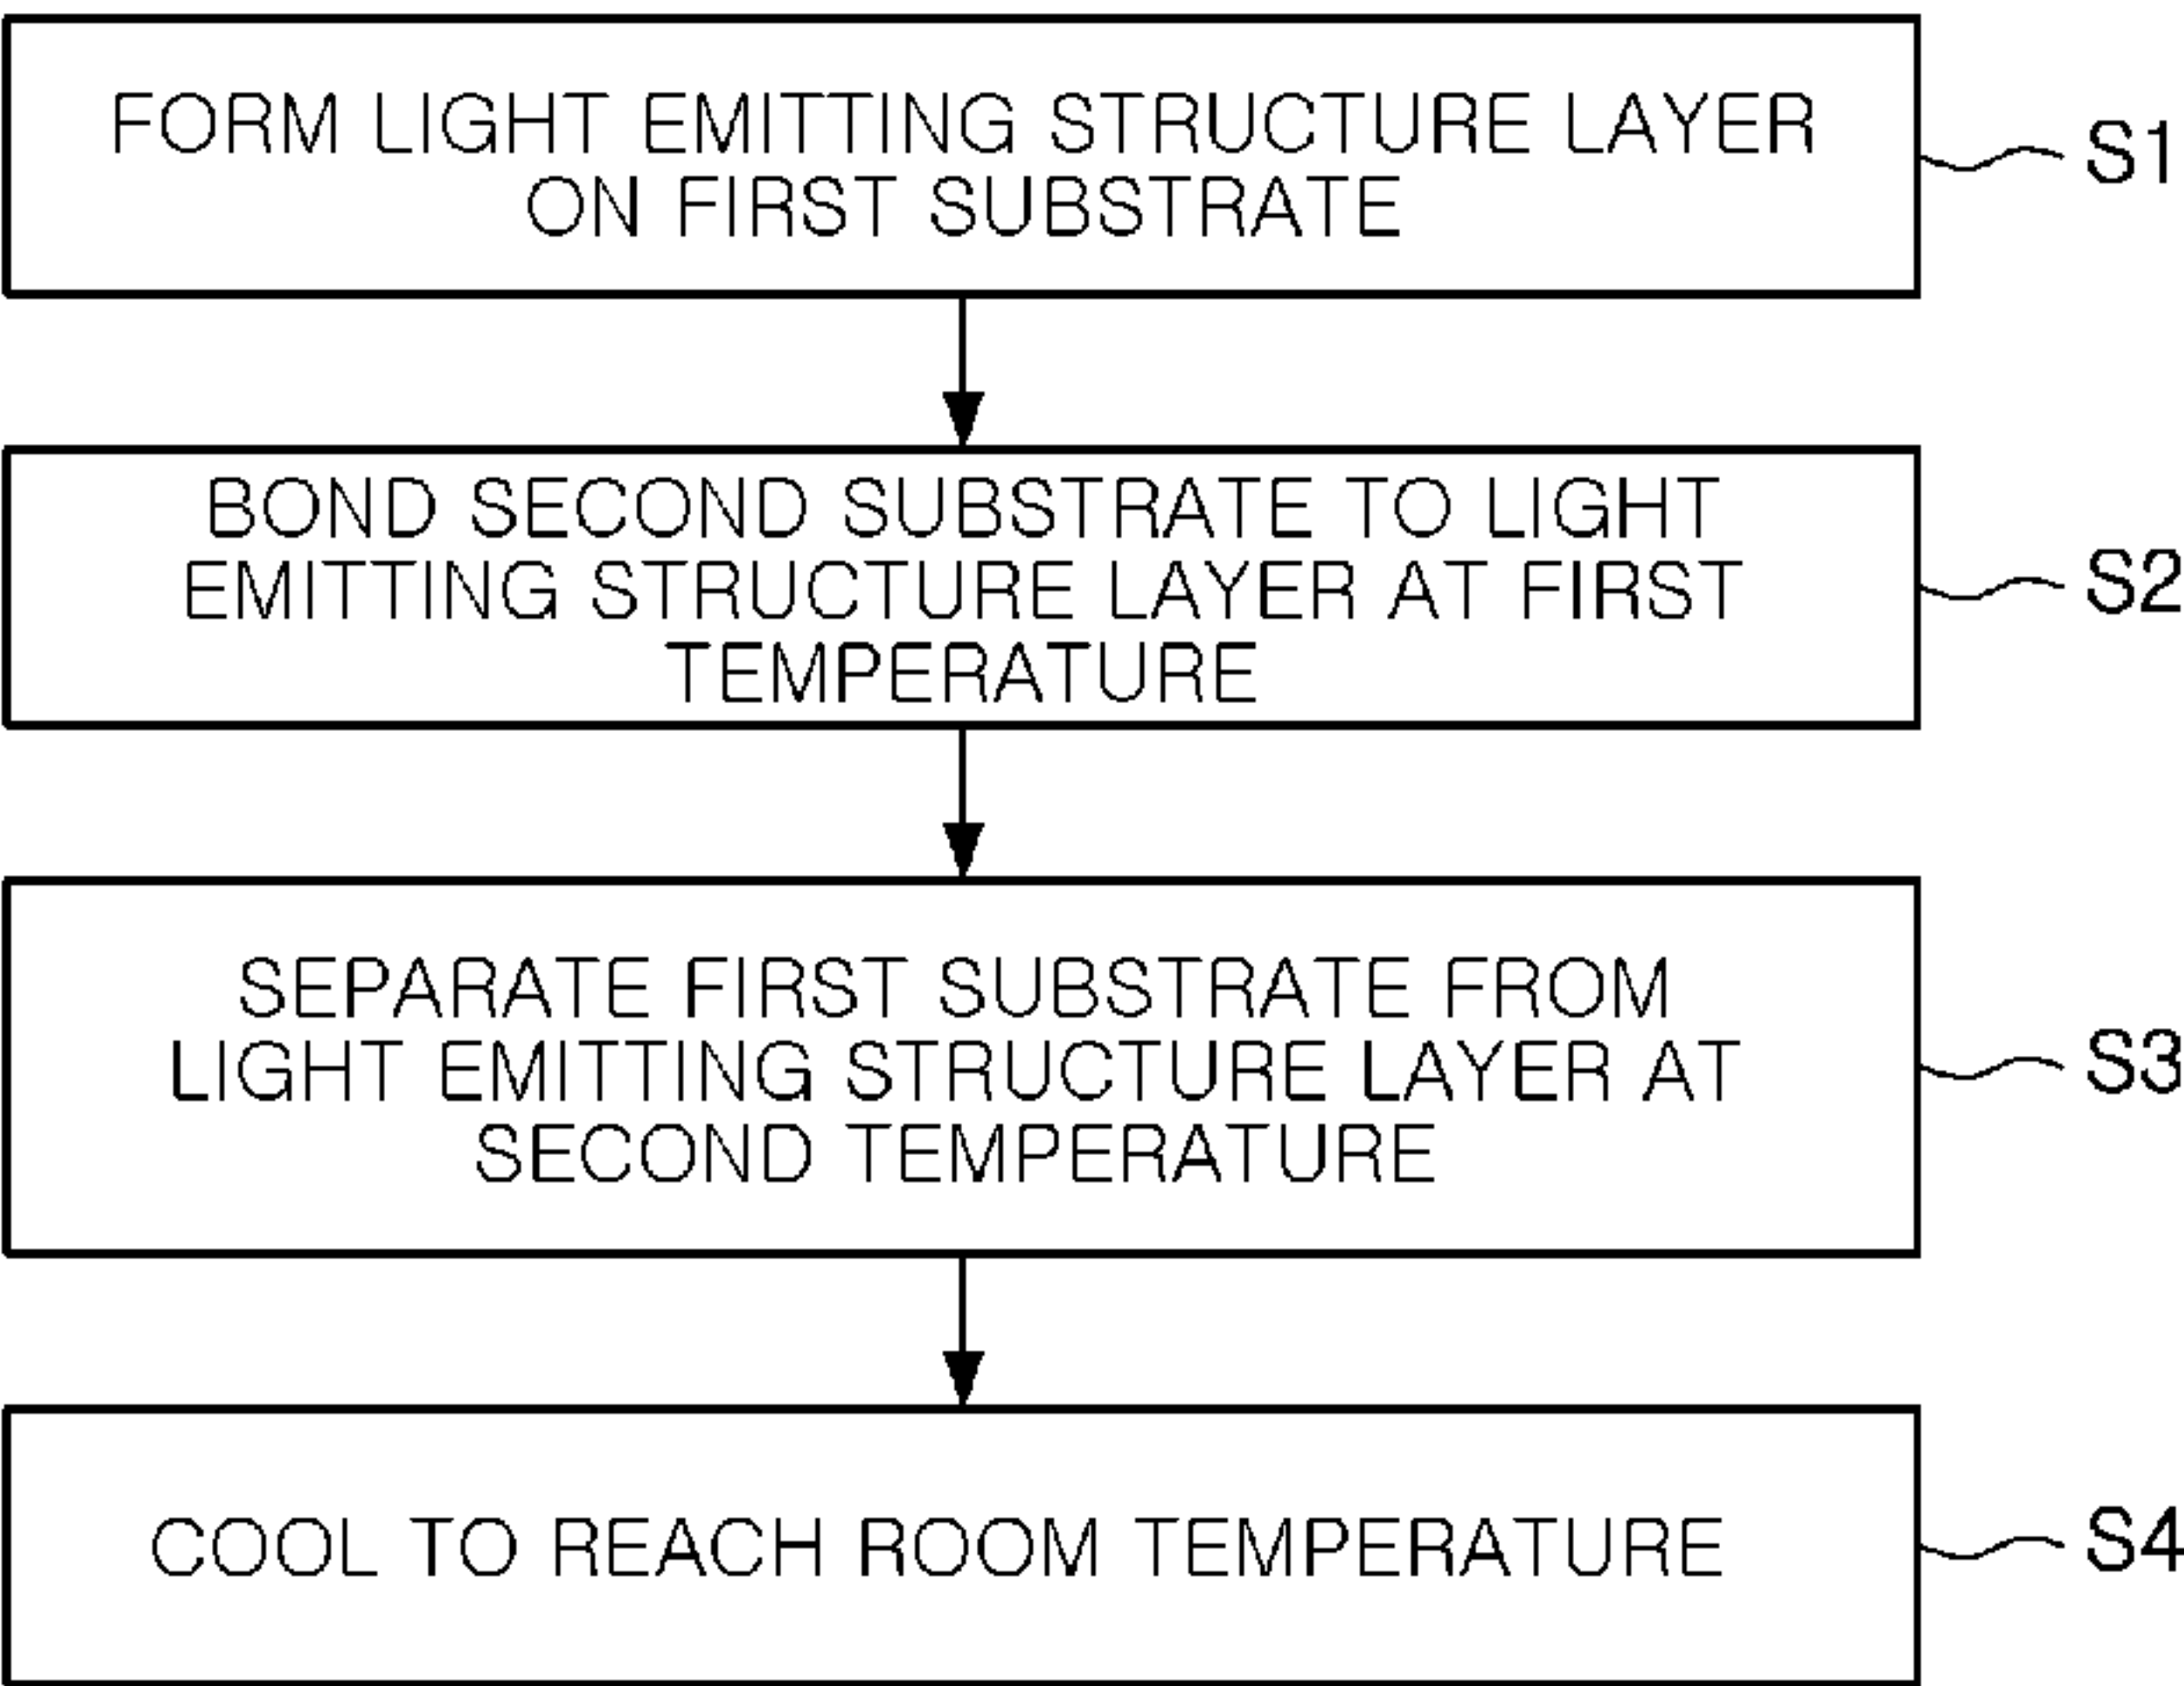 FORM LIGHT EMITTING STRUCTURE LAYER
ON FIRST SUBSTRATE
S1
BOND SECOND SUBSTRATE TO LIGHT
EMITTING STRUCTURE LAYER AT FIRST
TEMPERATURE
S2
SEPARATE FIRST SUBSTRATE FROM
LIGHT EMITTING STRUCTURE LAYER AT
SECOND TEMPERATURE
S3
COOL TO REACH ROOM TEMPERATURE
S4